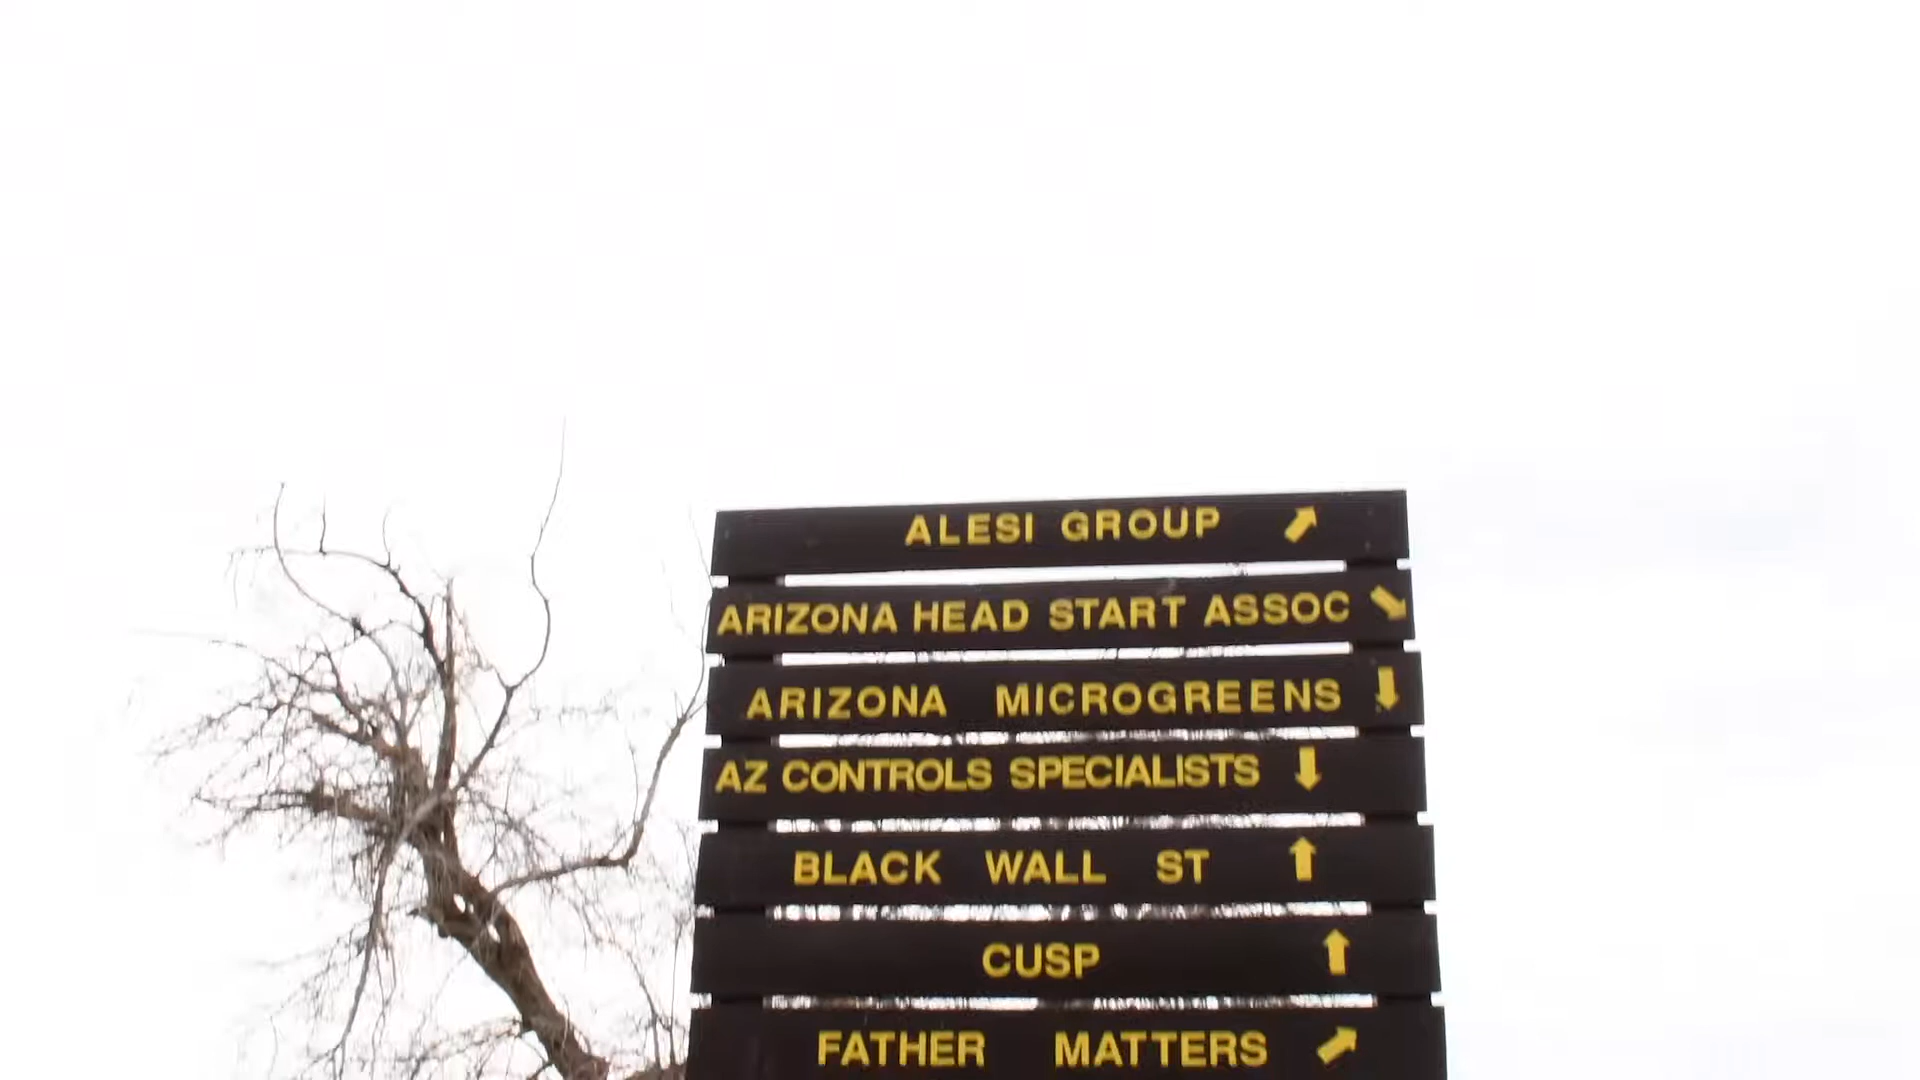 ALESI GROUP
ARIZONA HEAD START ASSOC
ARIZONA MICROGREENS
AZ CONTROLS SPECIALISTS
BLACK WALL ST
CUSP
FATHER MATTERS